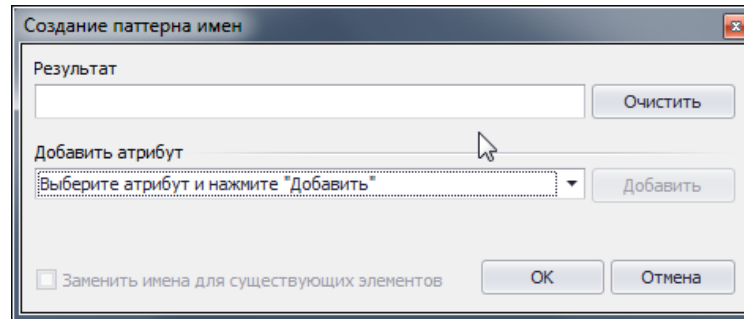 Создание паттерна имен
Результат
Очистить
Добавить атрибут
Выберите атрибут и нажмите "Добавить"
Добавить
Заменить имена для существующих элементов
OK
Отмена